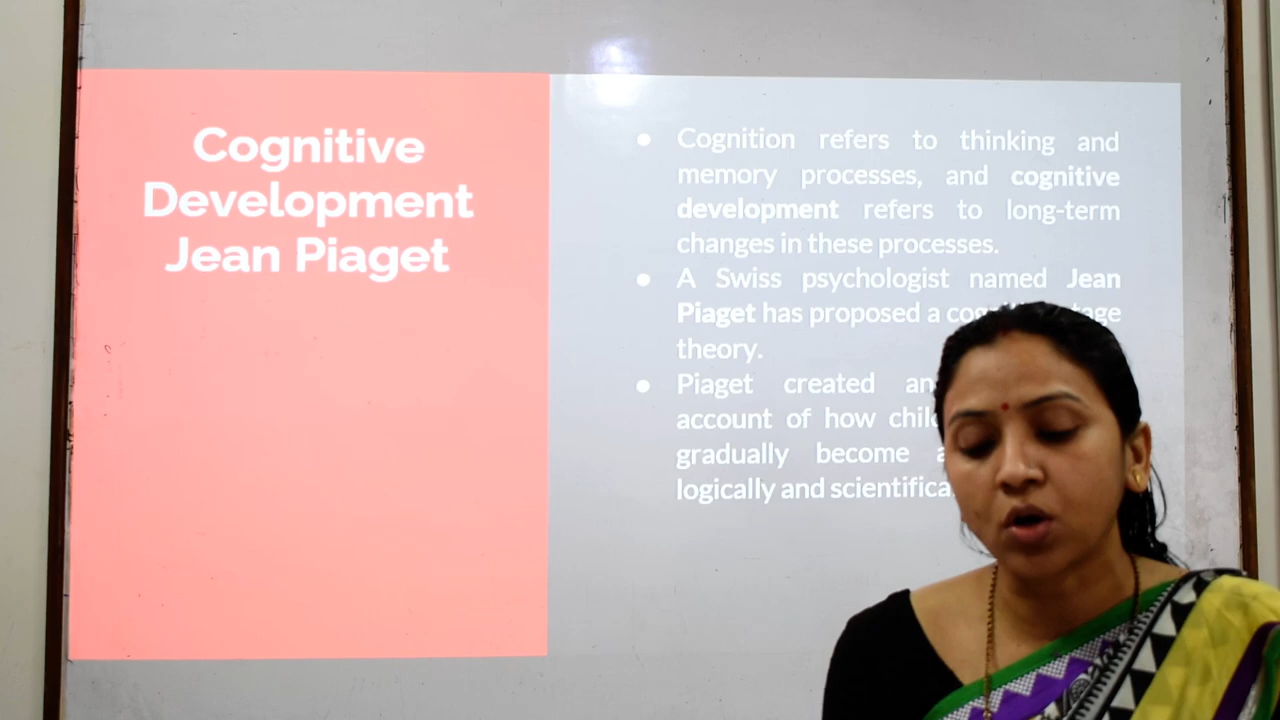 Cognitive
Development
Jean Piaget
● Cognition refers to thinking and
memory processes, and cognitive
development refers to long-term
changes in these processes.
● A Swiss psychologist named Jean
Piaget has proposed a
theory.
● Piaget created
account of how
gradually become
logically and